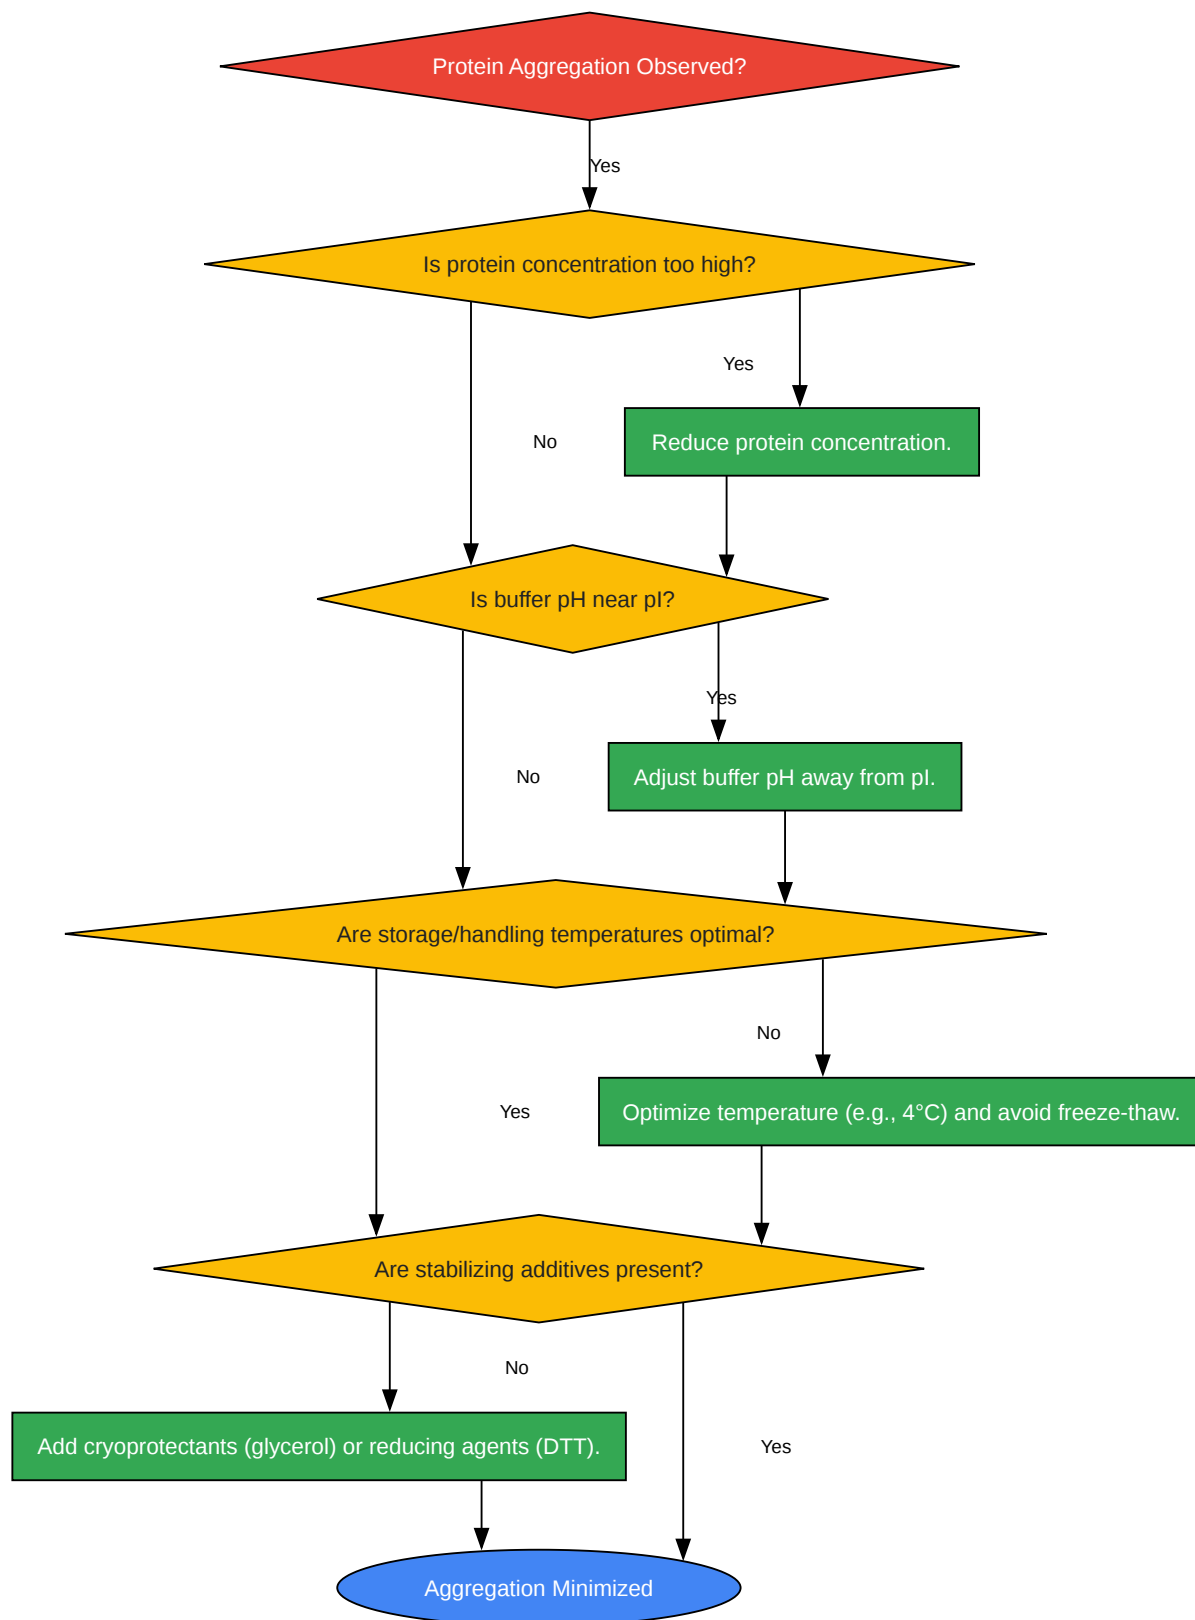 Protein Aggregation Observed?
Yes
Is protein concentration too high?
Yes
No
Reduce protein concentration.
Is buffer pH near pI?
Yes
No
Adjust buffer pH away from pI.
Are storage/handling temperatures optimal?
No
Yes
Optimize temperature (e.g., 4°C) and avoid freeze-thaw.
Are stabilizing additives present?
No
Add cryoprotectants (glycerol) or reducing agents (DTT).
Yes
Aggregation Minimized